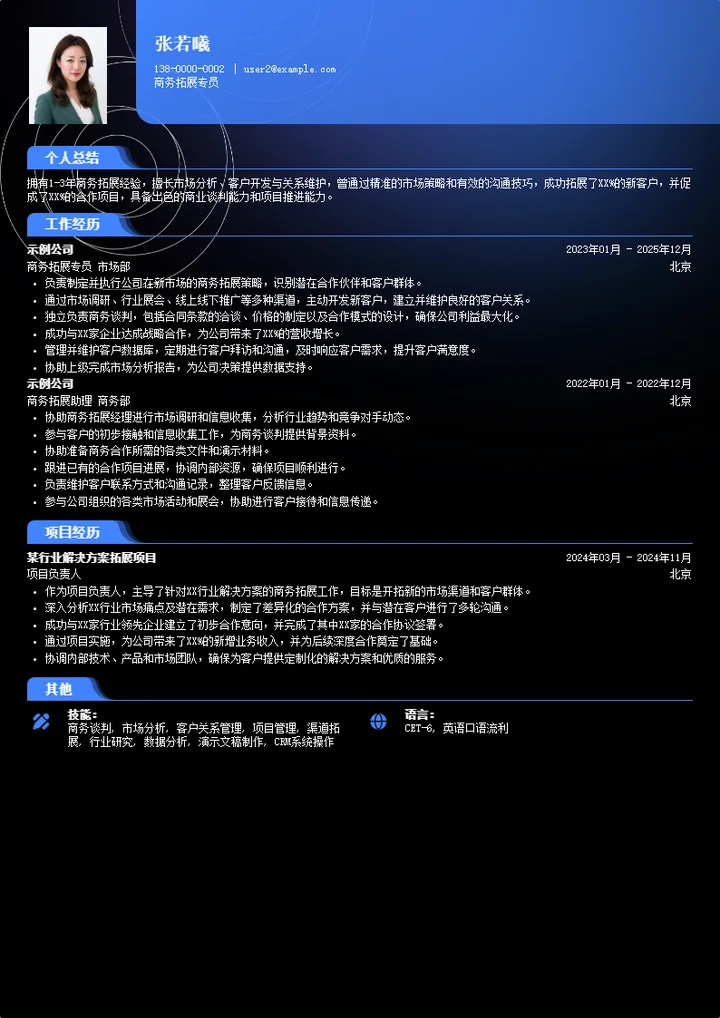 张若曦
138-0000-0002 | user2@example.com
商务拓展专员
个人总结
拥有1-3年商务拓展经验，擅长市场分析、客户开发与关系维护，曾通过精准的市场策略和有效的沟通技巧，成功拓展了XX%的新客户，并促
成了XX%的合作项目，具备出色的商业谈判能力和项目推进能力。
工作经历
示例公司 2023年01月 - 2025年12月
商务拓展专员 市场部 北京
• 负责制定并执行公司在新市场的商务拓展策略，识别潜在合作伙伴和客户群体。
• 通过市场调研、行业展会、线上线下推广等多种渠道，主动开发新客户，建立并维护良好的客户关系。
• 独立负责商务谈判，包括合同条款的洽谈、价格的制定以及合作模式的设计，确保公司利益最大化。
• 成功与XX家企业达成战略合作，为公司带来了XX%的营收增长。
• 管理并维护客户数据库，定期进行客户拜访和沟通，及时响应客户需求，提升客户满意度。
• 协助上级完成市场分析报告，为公司决策提供数据支持。
示例公司 2022年01月 - 2022年12月
商务拓展助理 商务部 北京
• 协助商务拓展经理进行市场调研和信息收集，分析行业趋势和竞争对手动态。
• 参与客户的初步接触和信息收集工作，为商务谈判提供背景资料。
• 协助准备商务合作所需的各类文件和演示材料。
• 跟进已有的合作项目进展，协调内部资源，确保项目顺利进行。
• 负责维护客户联系方式和沟通记录，整理客户反馈信息。
• 参与公司组织的各类市场活动和展会，协助进行客户接待和信息传递。
项目经历
某行业解决方案拓展项目 2024年03月 - 2024年11月
项目负责人 北京
• 作为项目负责人，主导了针对XX行业解决方案的商务拓展工作，目标是开拓新的市场渠道和客户群体。
• 深入分析XX行业市场痛点及潜在需求，制定了差异化的合作方案，并与潜在客户进行了多轮沟通。
• 成功与XX家行业领先企业建立了初步合作意向，并完成了其中XX家的合作协议签署。
• 通过项目实施，为公司带来了XX%的新增业务收入，并为后续深度合作奠定了基础。
• 协调内部技术、产品和市场团队，确保为客户提供定制化的解决方案和优质的服务。
其他
技能：
商务谈判, 市场分析, 客户关系管理, 项目管理, 渠道拓
展, 行业研究, 数据分析, 演示文稿制作, CRM系统操作
语言：
CET-6, 英语口语流利